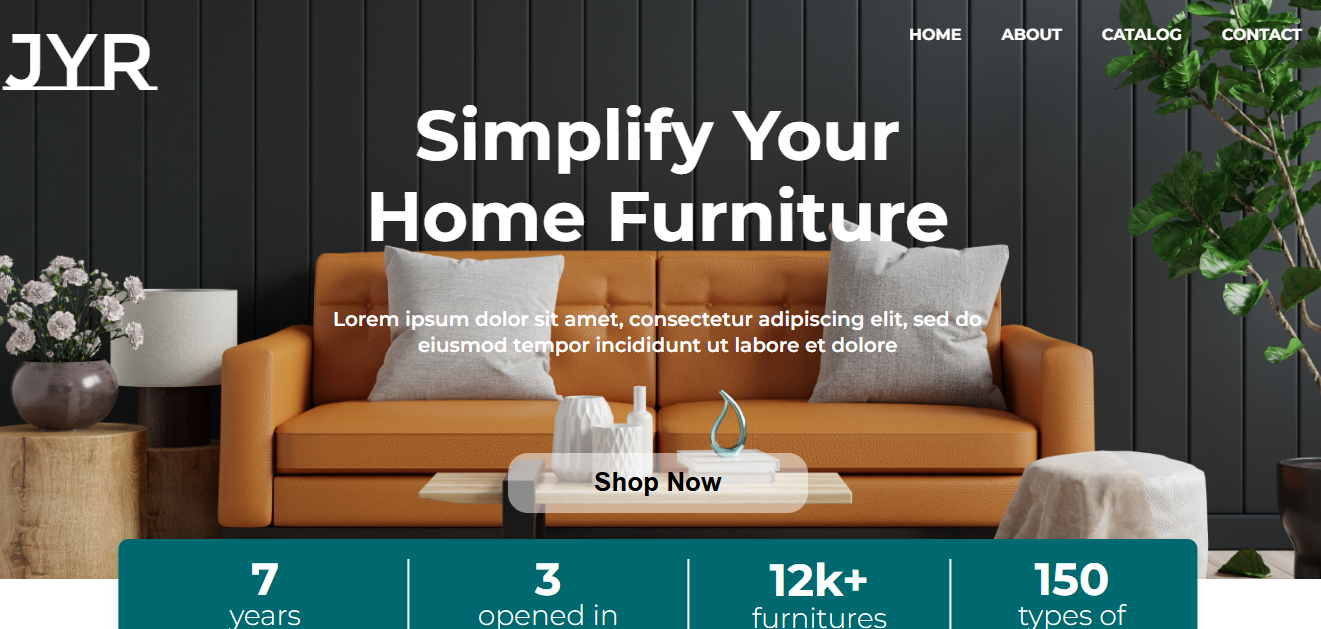 JYR
HOME ABOUT CATALOG CONTACT
Simplify Your
Home Furniture
Lorem ipsum dolor sit amet, consectetur adipiscing elit, sed do
eiusmod tempor incididunt ut labore et dolore
Shop Now
7 3 12k+ 150
years opened in furnitures types of